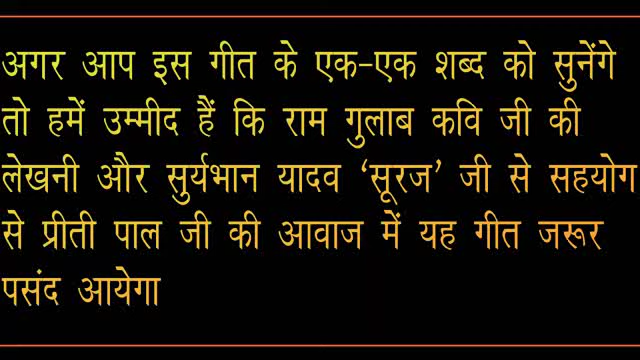 अगर आप इस गीत के एक-एक शब्द को सुनेंगे
तो हमें उम्मीद हैं कि राम गुलाब कवि जी की
लेखनी और सुर्यभान यादव ‘सूरज’ जी से सहयोग
से प्रीती पाल जी की आवाज में यह गीत जरूर
पसंद आयेगा